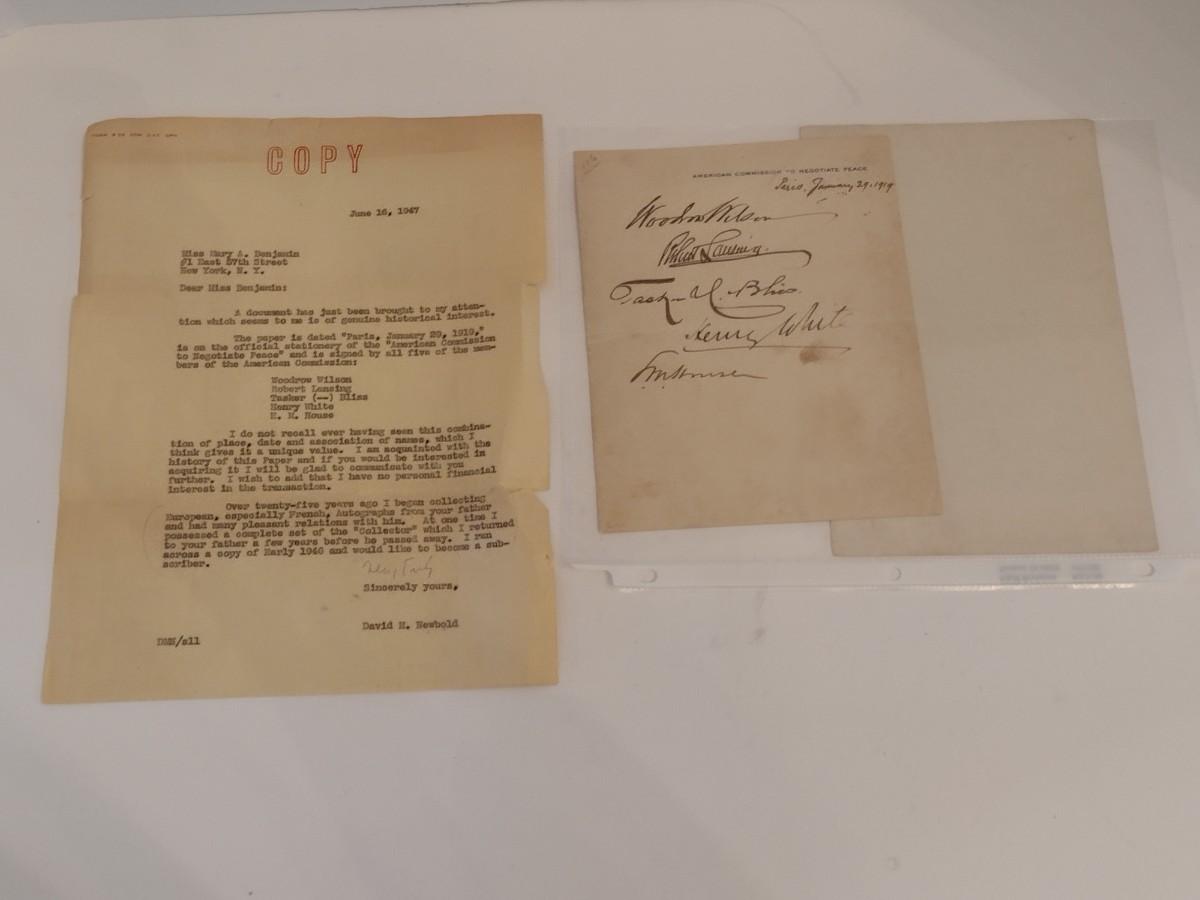 COPY
June 16, 1947
Miss Mary A. Benjamin
#1 East 57th Street
New York, N. Y.
Dear Miss Benjamin:
A document has just been brought to my atten-
tion which seems to me is of genuine historical interest.
The paper is dated "Paris, January 29, 1919,"
is on the official stationery of the "American Commission
to Negotiate Peace" and is signed by all five of the mem-
bers of the American Commission:
Woodrow Wilson
Robert Lansing
Tasker (--) Bliss
Henry White
E. M. House
I do not recall ever having seen this combina-
tion of place, date and association of names, which I
think gives it a unique value. I am acquainted with the
history of this Paper and if you would be interested in
acquiring it I will be glad to communicate with you
further. I wish to add that I have no personal financial
interest in the transaction.
Over twenty-five years ago I began collecting
European, especially French, Autographs from your father
and had many pleasant relations with him. At one time I
possessed a complete set of the "Collector" which I returned
to your father a few years before he passed away. I ran
across a copy of Early 1946 and would like to become a sub-
scriber.
Sincerely yours,
David H. Newbold
DMN/sll
AMERICAN COMMISSION TO NEGOTIATE PEACE
Paris, January 29, 1919
Woodrow Wilson
Robert Lansing
Tasker H. Bliss
Henry White
E.M. House